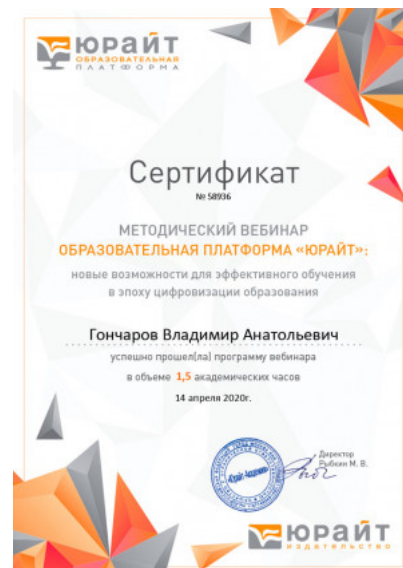 юрайт
ОБРАЗОВАТЕЛЬНАЯ
ПЛАТФОРМА
Сертификат
№ 58936
МЕТОДИЧЕСКИЙ ВЕБИНАР
ОБРАЗОВАТЕЛЬНАЯ ПЛАТФОРМА «ЮРАЙТ»:
новые возможности для эффективного обучения
в эпоху цифровизации образования
Гончаров Владимир Анатольевич
успешно прошел(ла) программу вебинара
в объеме 1,5 академических часов
14 апреля 2020г.
Директор
Рыбкин М. В.
юрайт
издательство